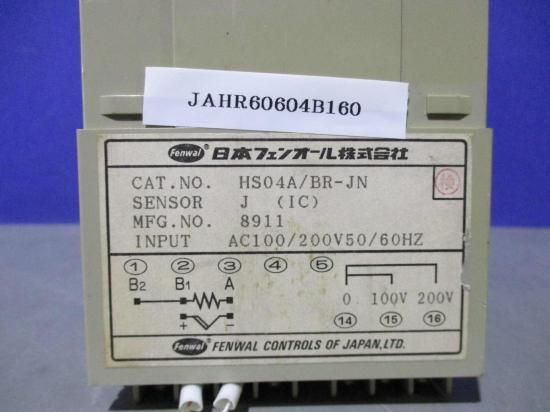 JAHR60604B160
Fenwal 日本フェンオール株式会社
CAT.NO. HS04A/BR-JN
検
SENSOR J (IC)
MFG.NO. 8911
INPUT AC100/200V50/60HZ
① ② ③ ④ ⑤
B2 B1 A
0 100V 200V
+ −
⑭ ⑮ ⑯
Fenwal FENWAL CONTROLS OF JAPAN,LTD.